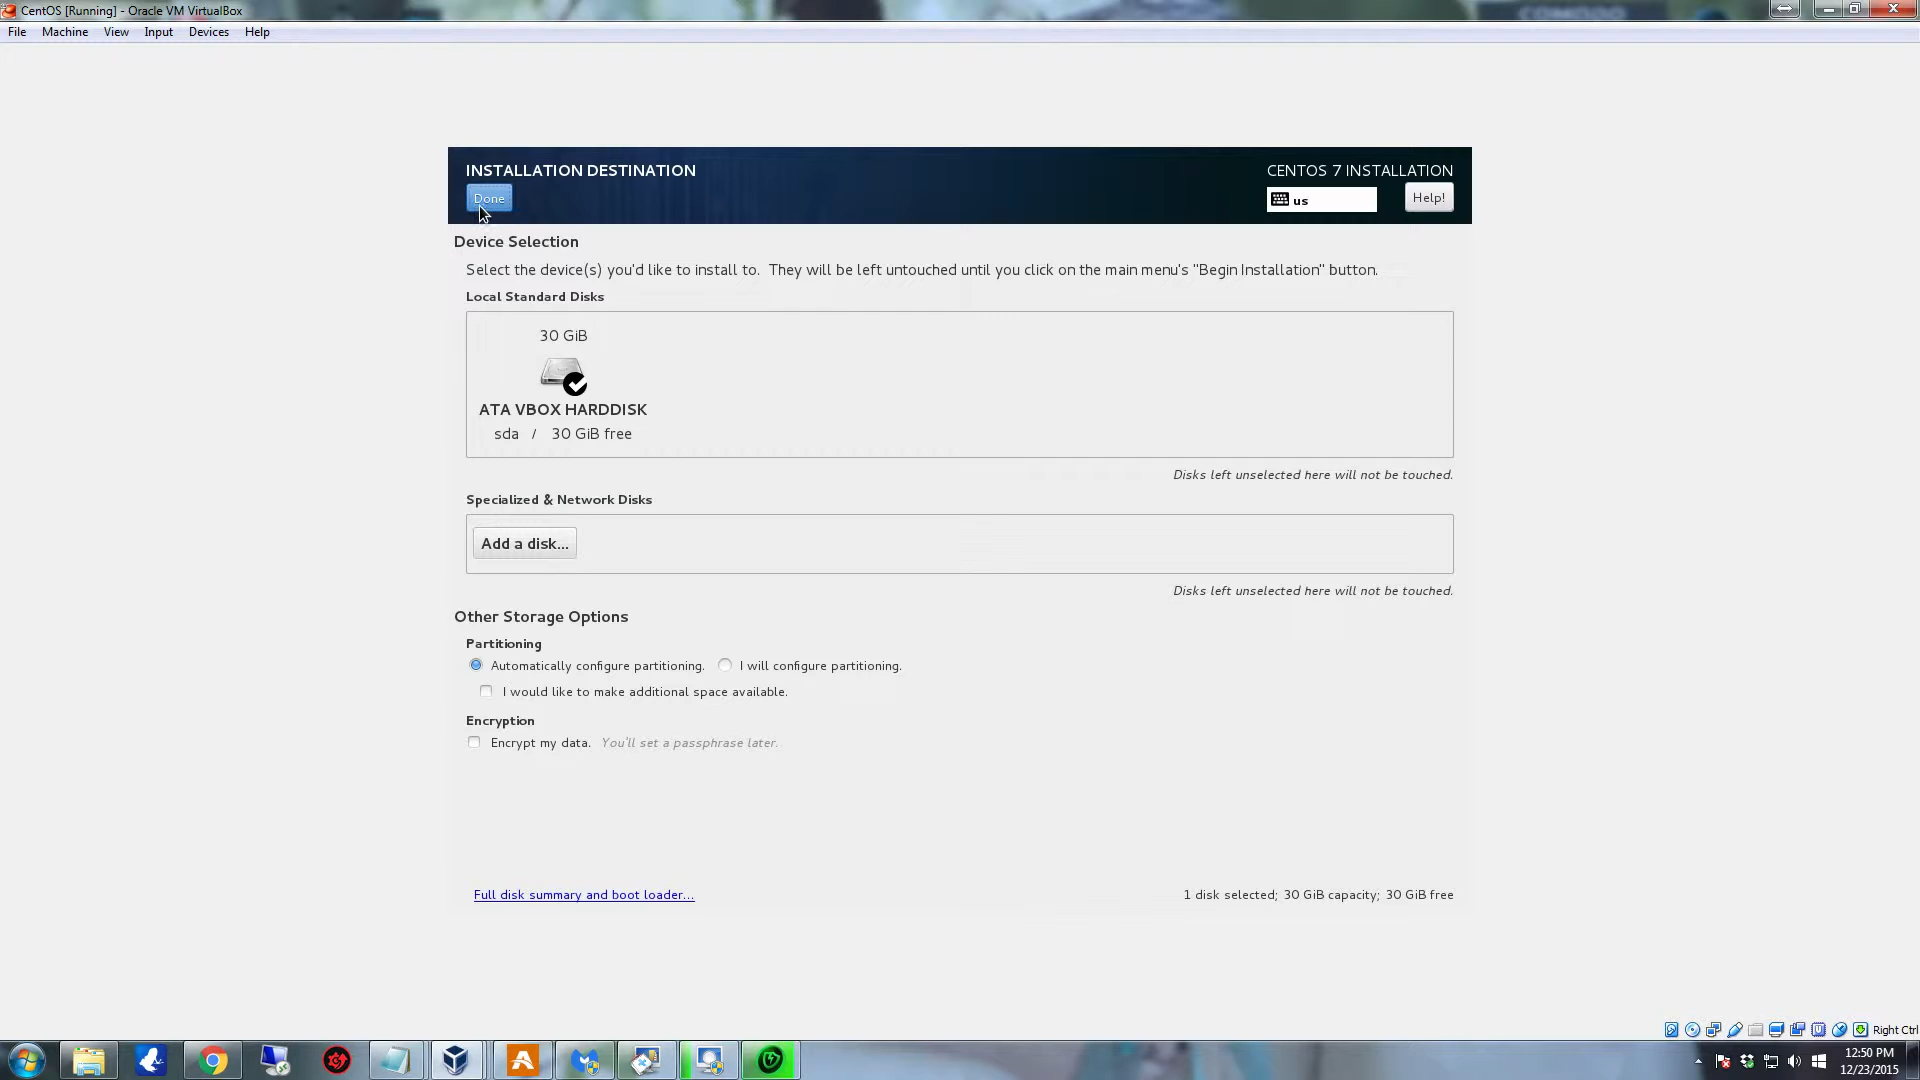 CentOS [Running] - Oracle VM VirtualBox
File Machine View Input Devices Help
INSTALLATION DESTINATION
CENTOS 7 INSTALLATION
Done
us
Help!
Device Selection
Select the device(s) you'd like to install to. They will be left untouched until you click on the main menu's "Begin Installation" button.
Local Standard Disks
30 GiB
ATA VBOX HARDDISK
sda / 30 GiB free
Disks left unselected here will not be touched.
Specialized & Network Disks
Add a disk...
Disks left unselected here will not be touched.
Other Storage Options
Partitioning
Automatically configure partitioning. I will configure partitioning.
I would like to make additional space available.
Encryption
Encrypt my data. You'll set a passphrase later.
Full disk summary and boot loader...
1 disk selected; 30 GiB capacity; 30 GiB free
Right Ctrl
12:50 PM
12/23/2015